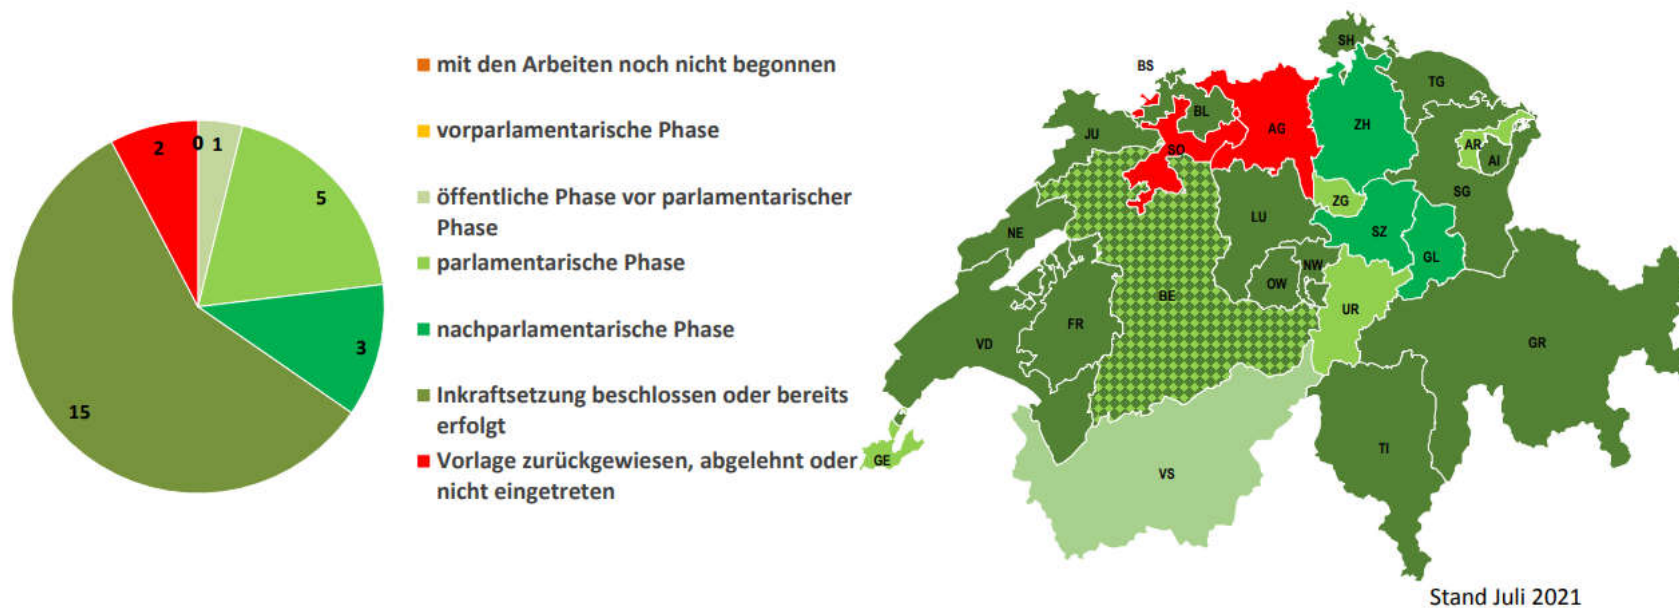 0
1
2
5
3
15
mit den Arbeiten noch nicht begonnen
vorparlamentarische Phase
öffentliche Phase vor parlamentarischer
Phase
parlamentarische Phase
nachparlamentarische Phase
Inkraftsetzung beschlossen oder bereits
erfolgt
Vorlage zurückgewiesen, abgelehnt oder
nicht eingetreten
SH
BS
TG
BL
AG
ZH
JU
SO
AR
AI
ZG
SG
LU
NE
SZ
GL
NW
OW
BE
UR
FR
VD
GR
TI
GE
VS
Stand Juli 2021